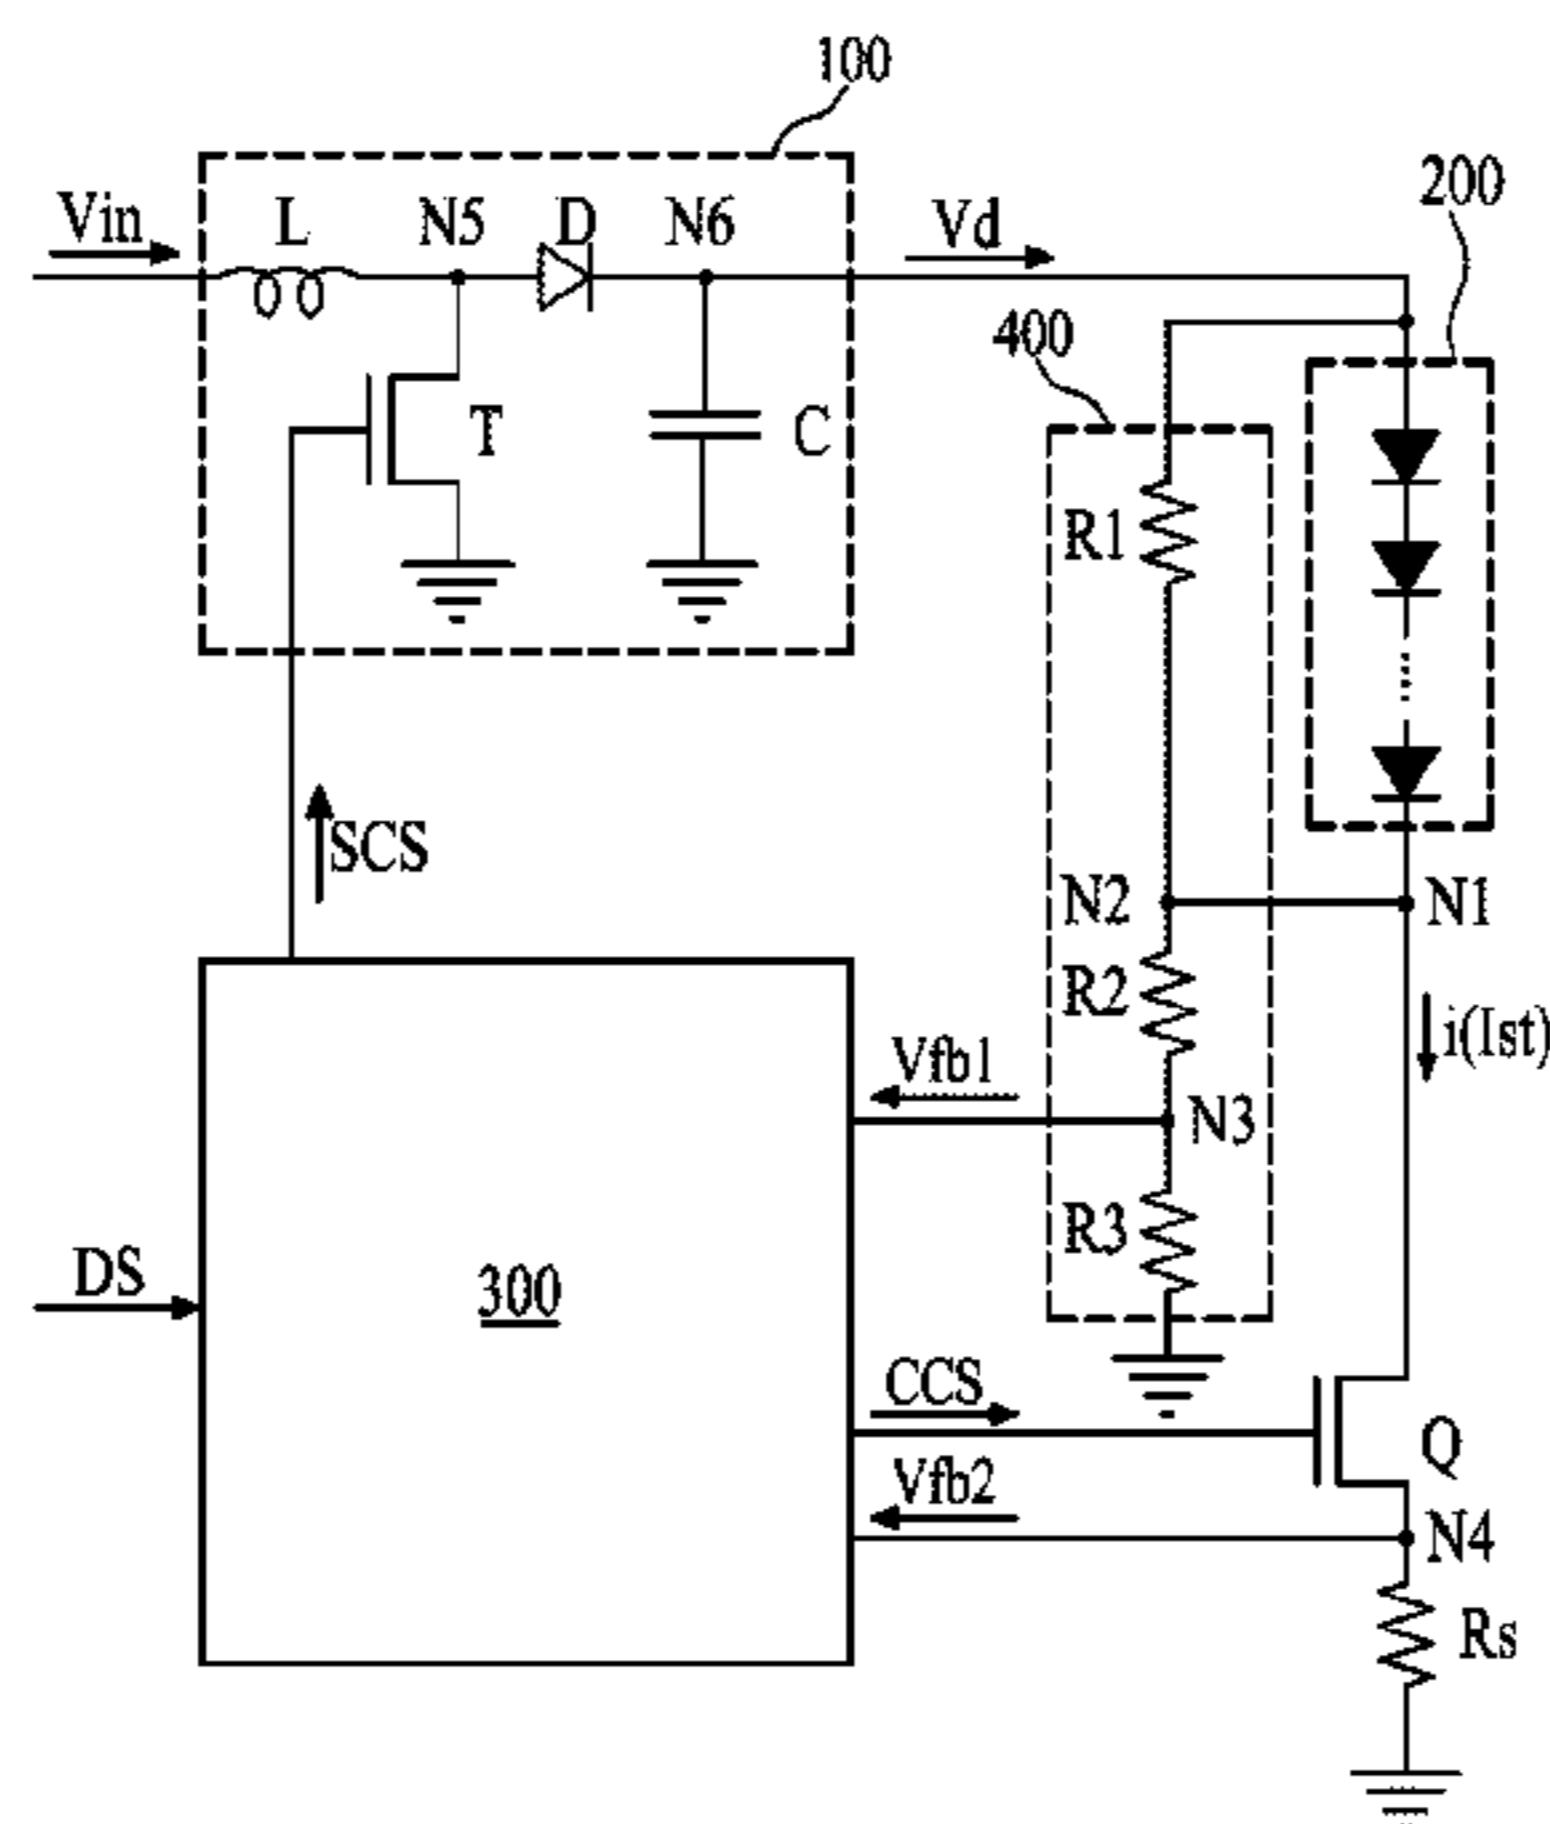 100
200
Vin
L
N5
D
N6
Vd
400
T
C
R1
SCS
N2
N1
R2
i(Ist)
Vfb1
N3
R3
DS
300
CCS
Q
Vfb2
N4
Rs